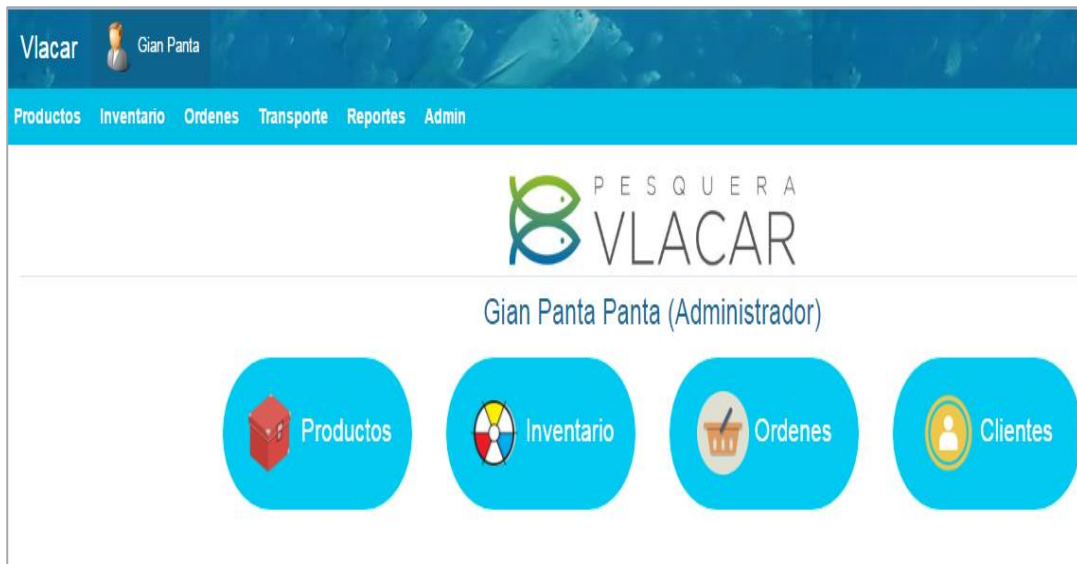 Vlacar Gian Panta
Productos Inventario Ordenes Transporte Reportes Admin
PESQUERA
VLACAR
Gian Panta Panta (Administrador)
Productos Inventario Ordenes Clientes